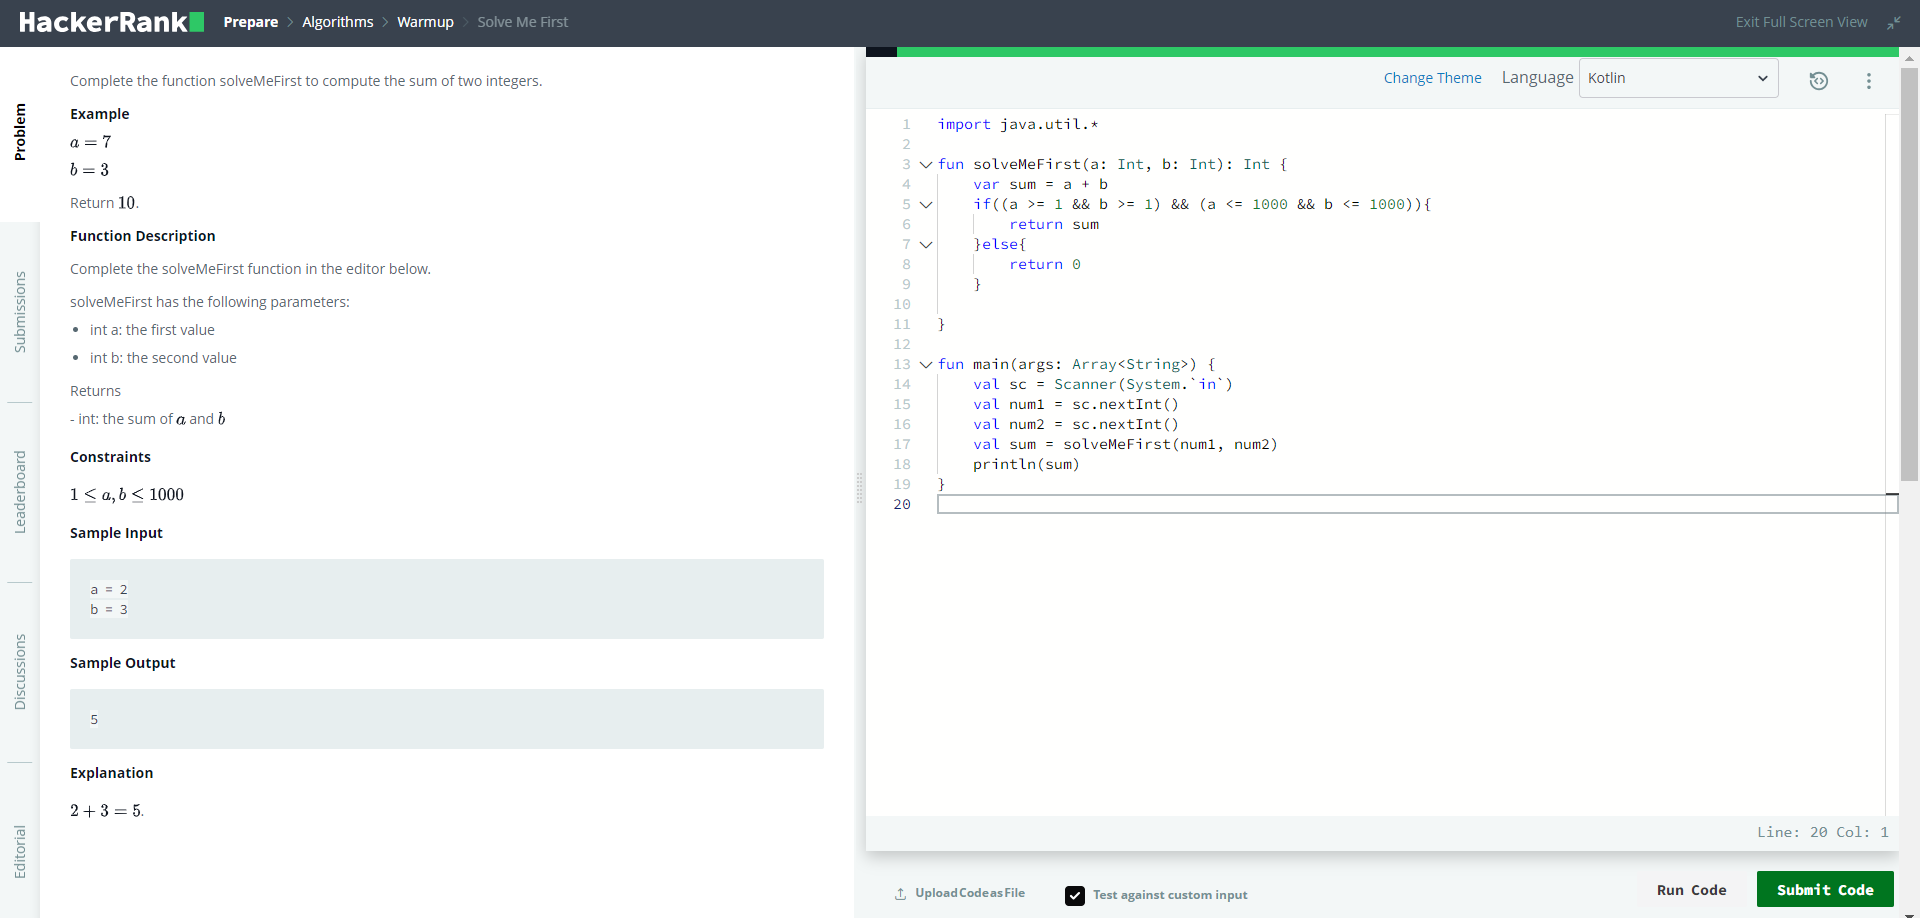 HackerRank
Prepare > Algorithms > Warmup > Solve Me First
Exit Full Screen View
Problem
Submissions
Leaderboard
Discussions
Editorial
Complete the function solveMeFirst to compute the sum of two integers.
Example
a = 7
b = 3
Return 10.
Function Description
Complete the solveMeFirst function in the editor below.
solveMeFirst has the following parameters:
• int a: the first value
• int b: the second value
Returns
- int: the sum of a and b
Constraints
1 ≤ a, b ≤ 1000
Sample Input
a = 2
b = 3
Sample Output
5
Explanation
2 + 3 = 5.
Change Theme Language Kotlin
1 import java.util.*
2
3 fun solveMeFirst(a: Int, b: Int): Int {
4     var sum = a + b
5     if((a >= 1 && b >= 1) && (a <= 1000 && b <= 1000)){
6         return sum
7     }else{
8         return 0
9     }
10
11 }
12
13 fun main(args: Array<String>) {
14     val sc = Scanner(System.`in`)
15     val num1 = sc.nextInt()
16     val num2 = sc.nextInt()
17     val sum = solveMeFirst(num1, num2)
18     println(sum)
19 }
20
Line: 20 Col: 1
Upload Code as File
Test against custom input
Run Code
Submit Code